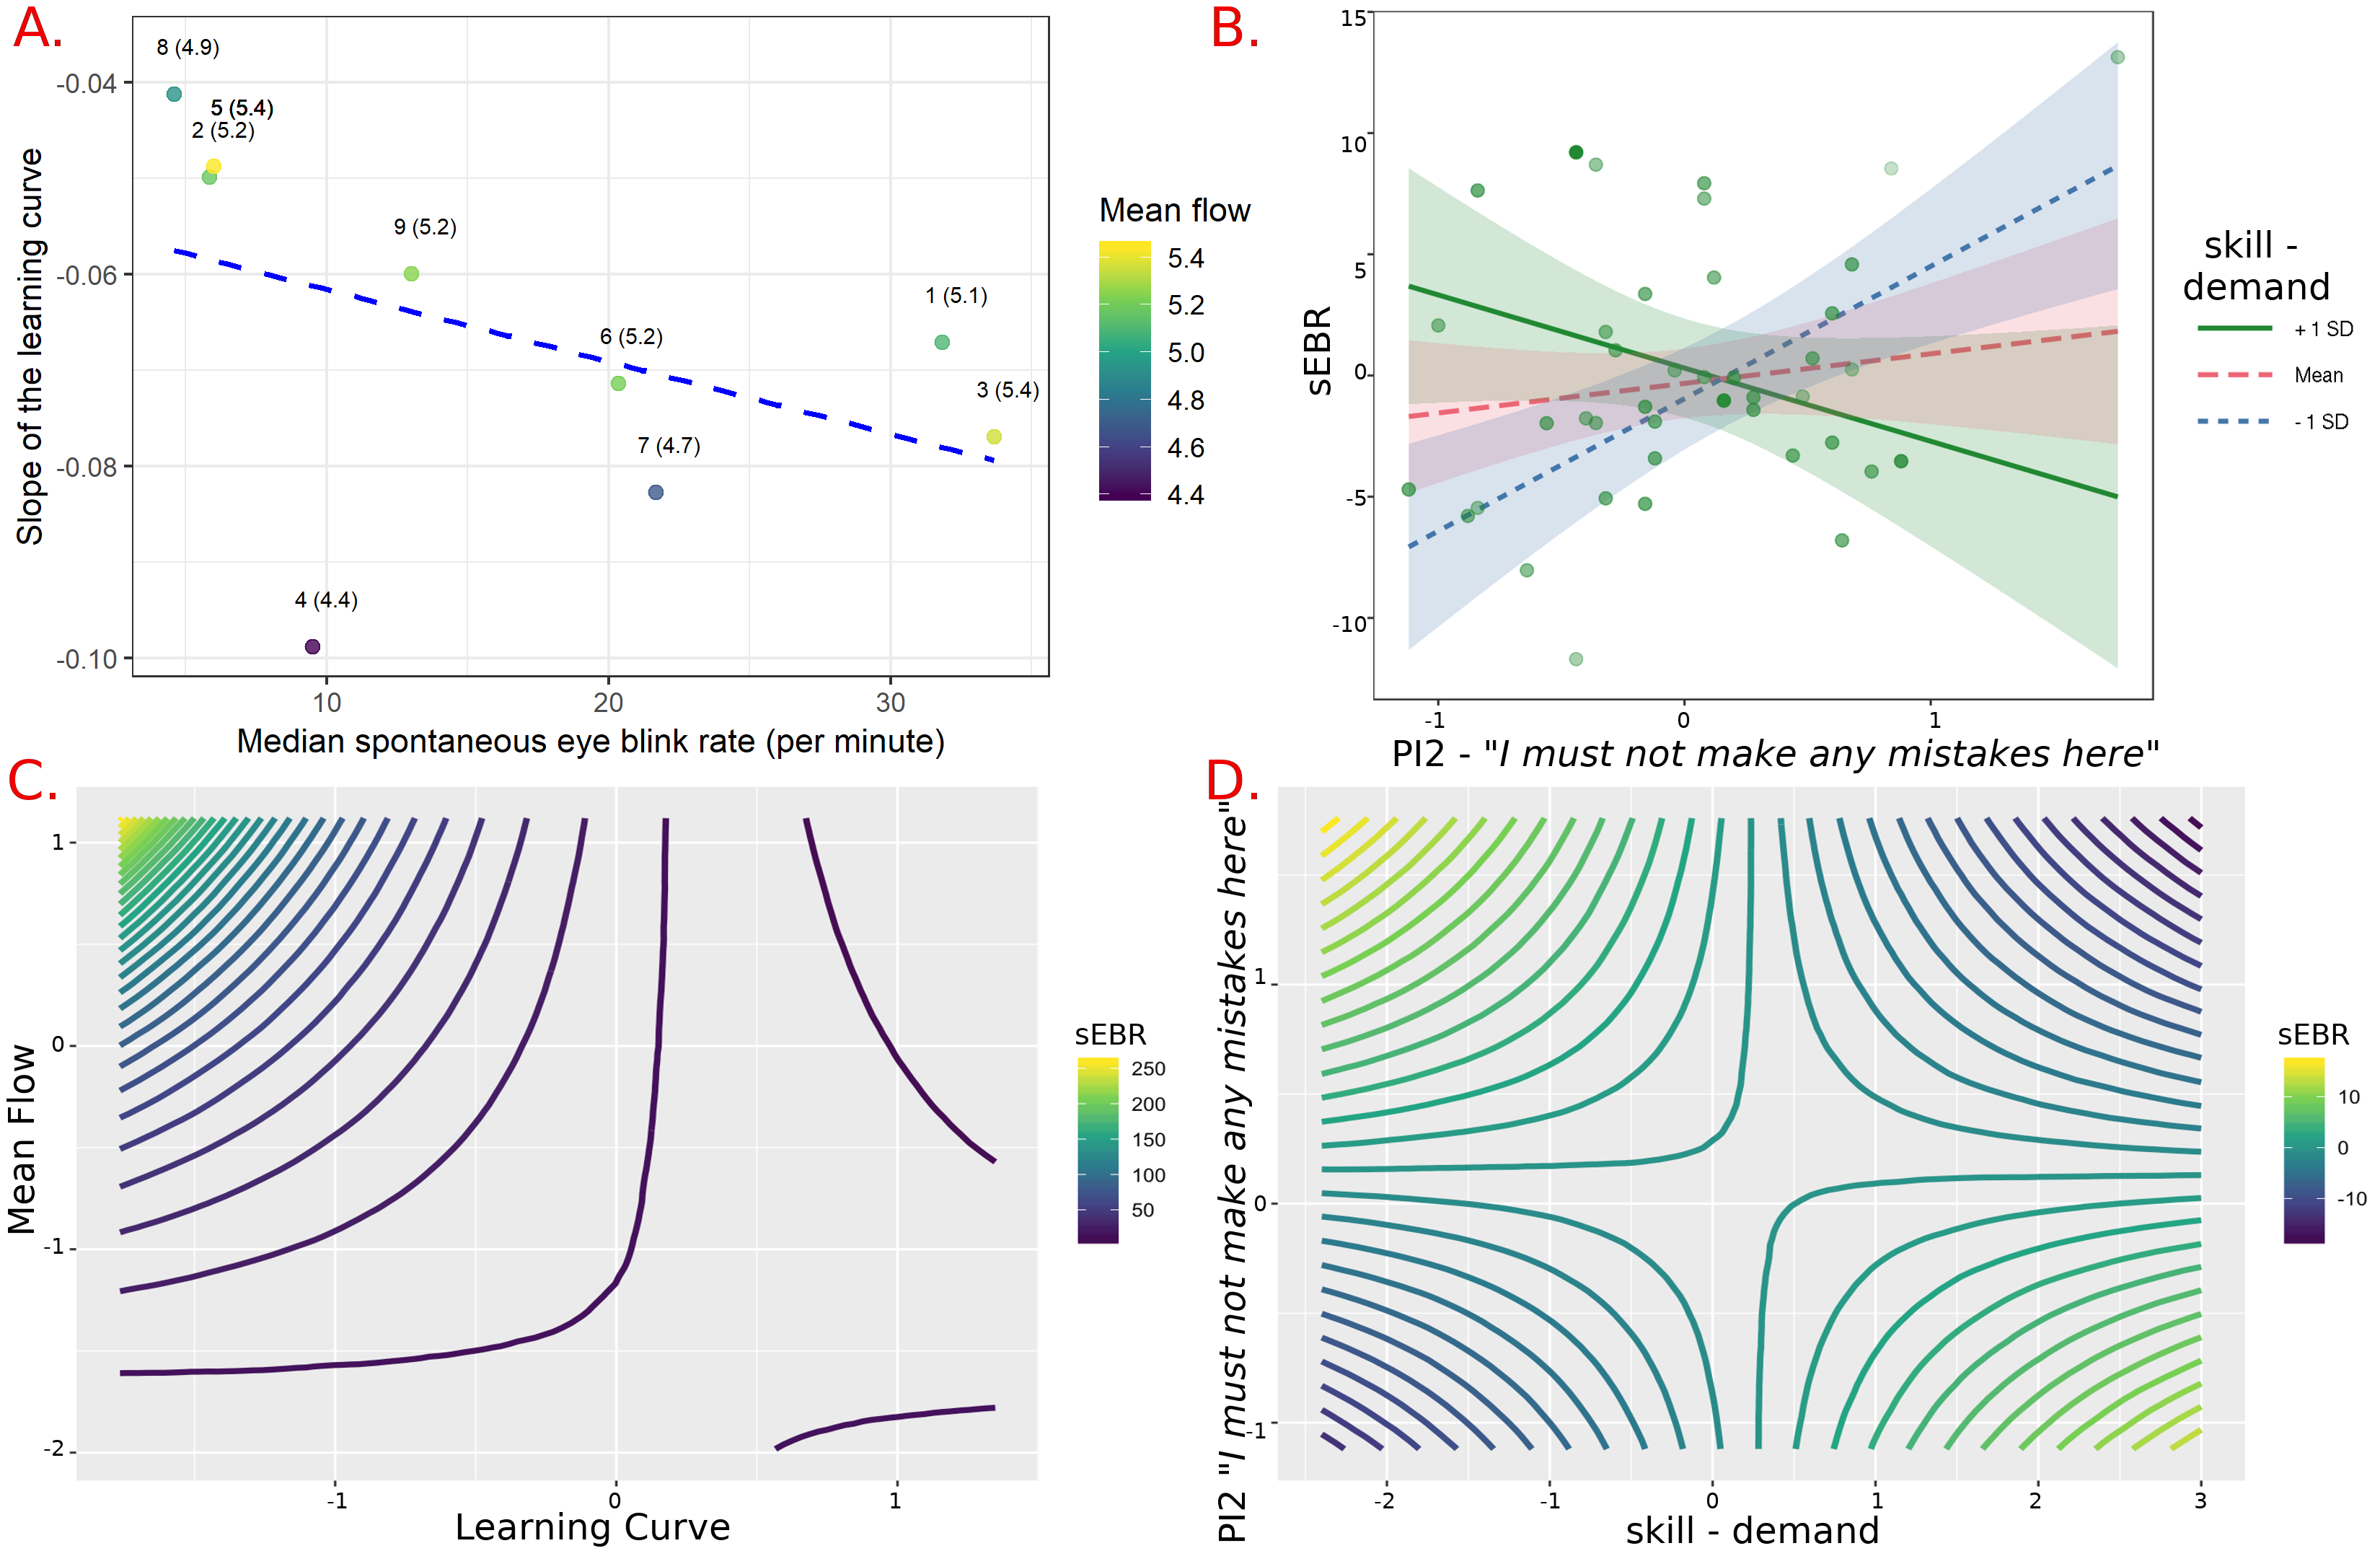 A.
8 (4.9)
5 (5.4)
2 (5.2)
9 (5.2)
1 (5.1)
6 (5.2)
3 (5.4)
7 (4.7)
4 (4.4)
-0.04
-0.06
-0.08
-0.10
Slope of the learning curve
10
20
30
Median spontaneous eye blink rate (per minute)
Mean flow
5.4
5.2
5.0
4.8
4.6
4.4
B.
15
10
5
0
-5
-10
sEBR
-1
0
1
PI2 - "I must not make any mistakes here"
skill -
demand
+ 1 SD
Mean
- 1 SD
C.
1
0
-1
-2
Mean Flow
-1
0
1
Learning Curve
sEBR
250
200
150
100
50
D.
1
0
-1
PI2 "I must not make any mistakes here"
-2
-1
0
1
2
3
skill - demand
sEBR
10
0
-10